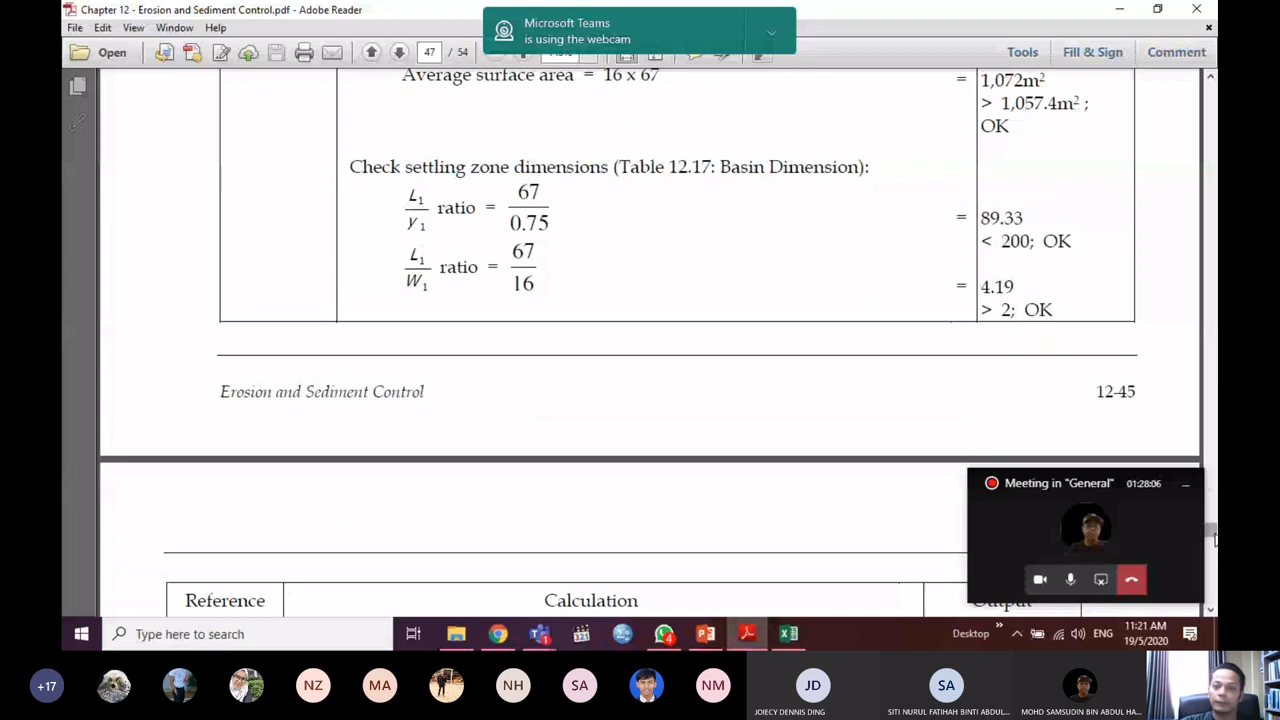 Chapter 12 - Erosion and Sediment Control.pdf - Adobe Reader
Microsoft Teams
is using the webcam
File Edit View Window Help
Open
47 / 54
Tools Fill & Sign Comment
Average surface area = 16 x 67 = 1,072m²
> 1,057.4m² ;
OK
Check settling zone dimensions (Table 12.17: Basin Dimension):
L₁ / y₁ ratio = 67 / 0.75 = 89.33
< 200; OK
L₁ / W₁ ratio = 67 / 16 = 4.19
> 2; OK
Erosion and Sediment Control 12-45
Meeting in "General" 01:28:06
Reference Calculation Output
Type here to search
4
Desktop
ENG
11:21 AM
19/5/2020
+17
NZ
MA
NH
SA
NM
JD
JOIECY DENNIS DING
SA
SITI NURUL FATIHAH BINTI ABDUL...
MOHD SAMSUDIN BIN ABDUL HA...